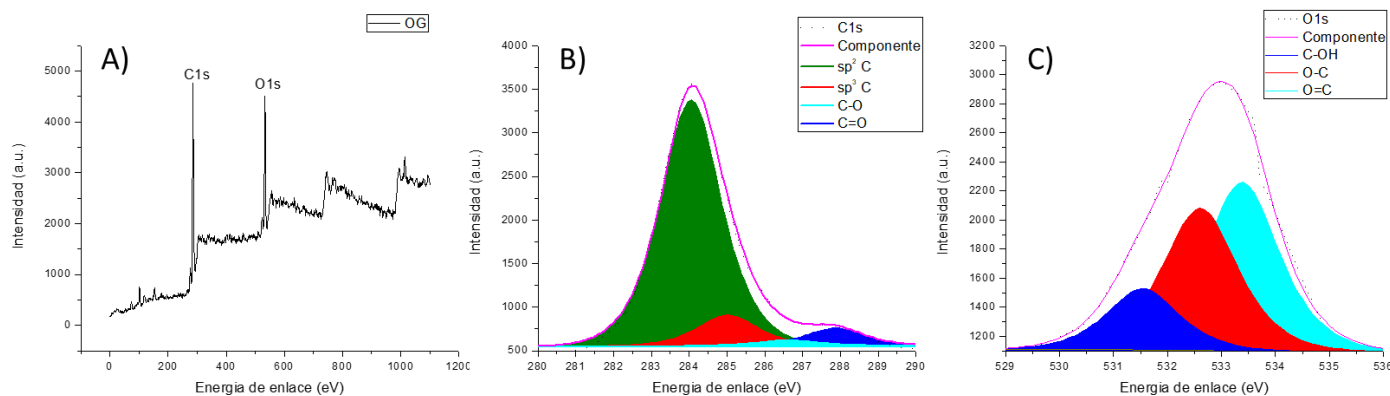 A)
OG
C1s
O1s
Intensidad (a.u.)
5000
4000
3000
2000
1000
0
0 200 400 600 800 1000 1200
Energia de enlace (eV)
B)
C1s
Componente
sp² C
sp³ C
C-O
C=O
Intensidad (a.u.)
4000
3500
3000
2500
2000
1500
1000
500
280 281 282 283 284 285 286 287 288 289 290
Energia de enlace (eV)
C)
O1s
Componente
C-OH
O-C
O=C
Intensidad (a.u.)
3200
3000
2800
2600
2400
2200
2000
1800
1600
1400
1200
529 530 531 532 533 534 535 536
Energia de enlace (eV)